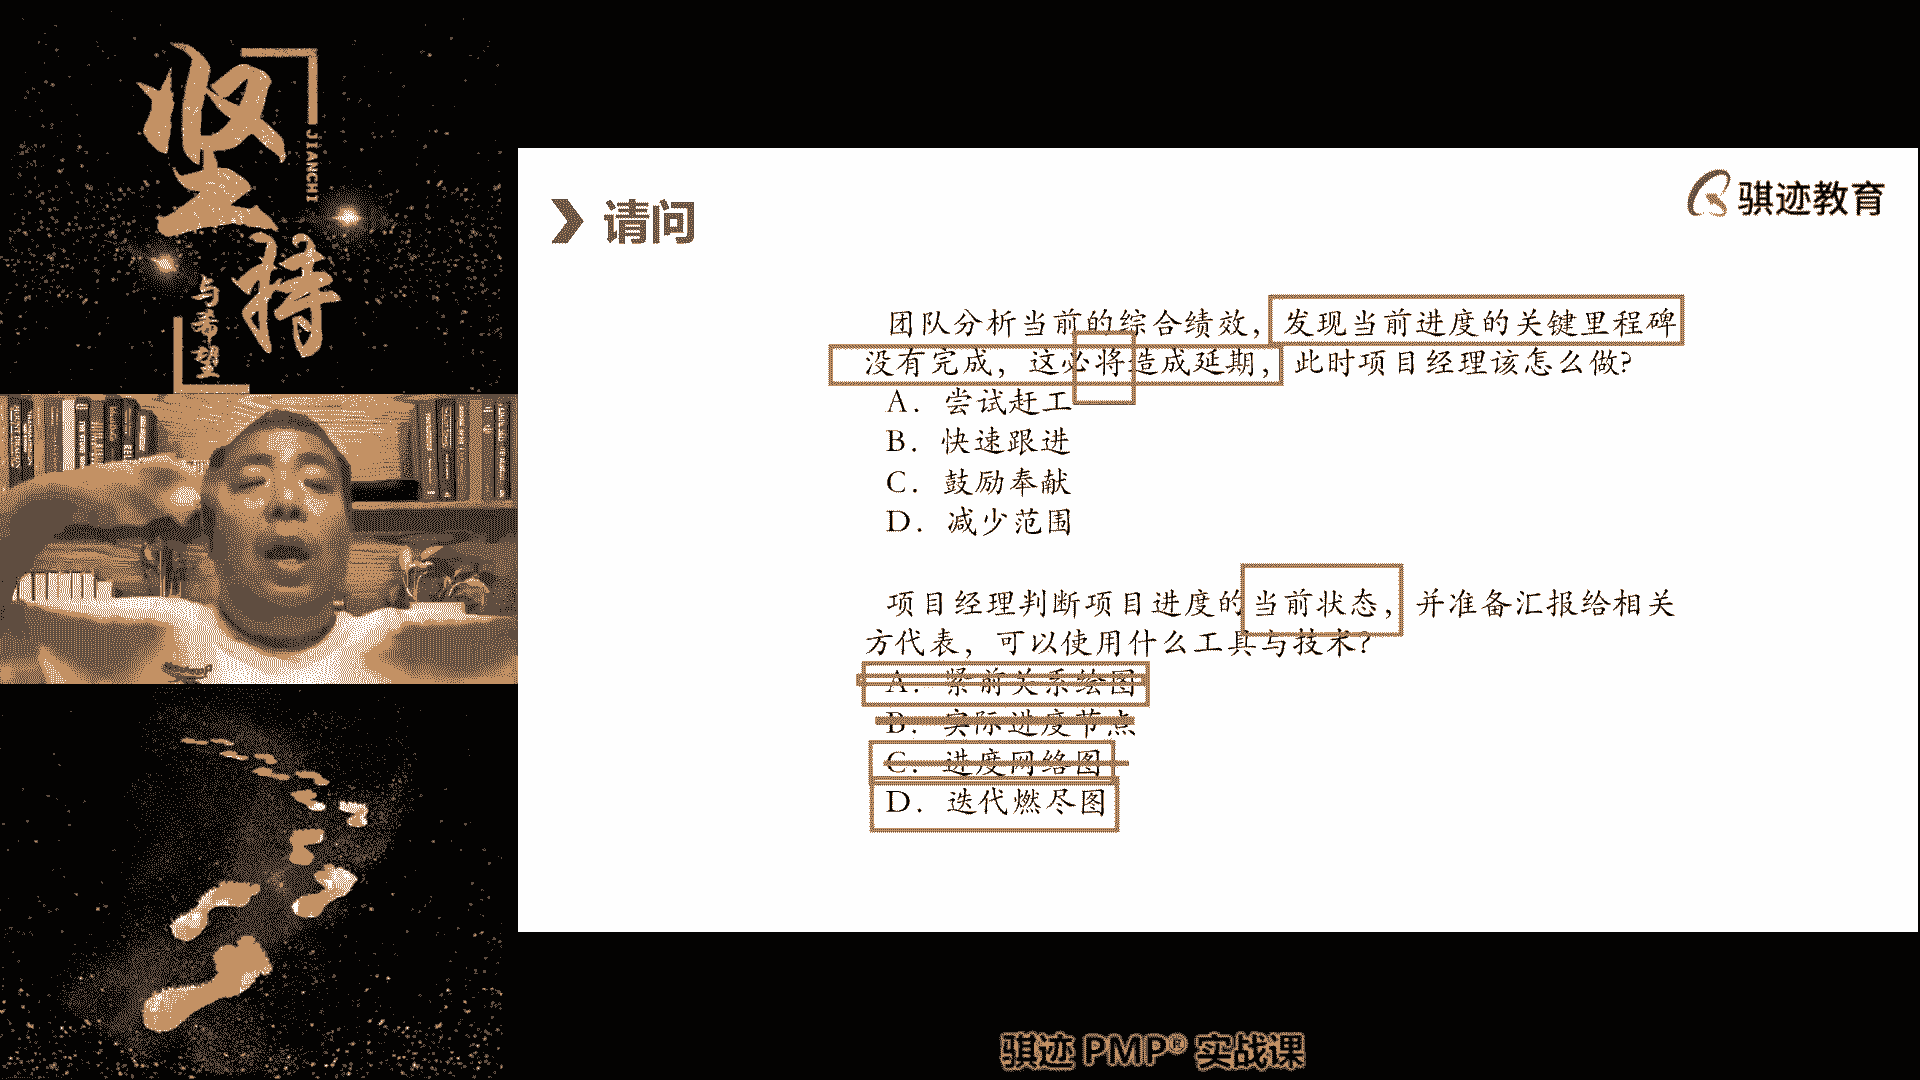 坚持
JIANCHI
与希望
请问
骐迹教育
团队分析当前的综合绩效，发现当前进度的关键里程碑
没有完成，这必将造成延期，此时项目经理该怎么做?
A. 尝试赶工
B. 快速跟进
C. 鼓励奉献
D. 减少范围
项目经理判断项目进度的当前状态，并准备汇报给相关
方代表，可以使用什么工具与技术?
A. 紧前关系绘图
B. 实际进度节点
C. 进度网络图
D. 迭代燃尽图
骐迹 PMP® 实战课